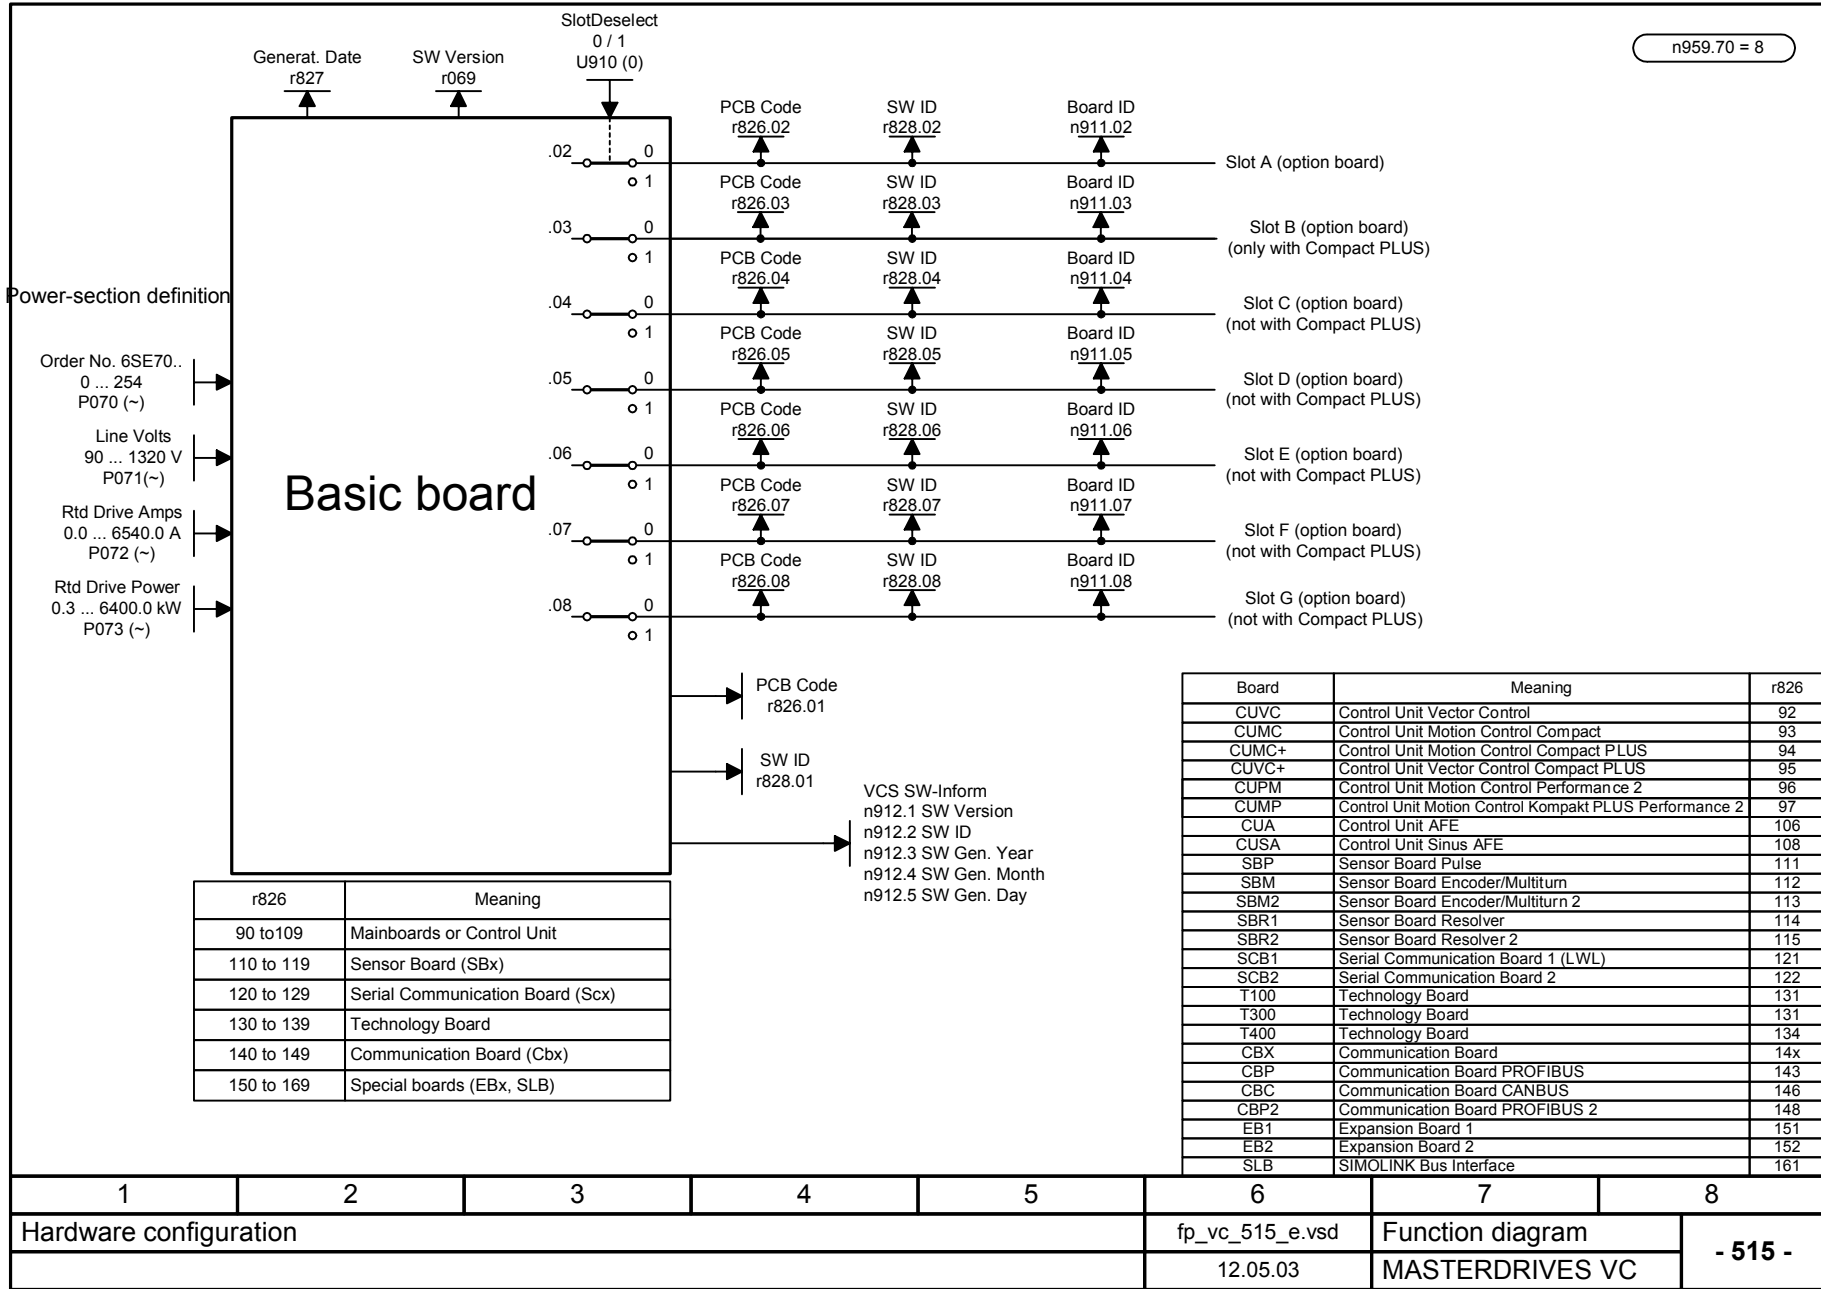 SlotDeselect
0 / 1
U910 (0)
Generat. Date
r827
SW Version
r069
n959.70 = 8
PCB Code
r826.02
SW ID
r828.02
Board ID
n911.02
.02
0
1
Slot A (option board)
PCB Code
r826.03
SW ID
r828.03
Board ID
n911.03
.03
0
1
Slot B (option board)
(only with Compact PLUS)
PCB Code
r826.04
SW ID
r828.04
Board ID
n911.04
.04
0
1
Slot C (option board)
(not with Compact PLUS)
PCB Code
r826.05
SW ID
r828.05
Board ID
n911.05
.05
0
1
Slot D (option board)
(not with Compact PLUS)
PCB Code
r826.06
SW ID
r828.06
Board ID
n911.06
.06
0
1
Slot E (option board)
(not with Compact PLUS)
PCB Code
r826.07
SW ID
r828.07
Board ID
n911.07
.07
0
1
Slot F (option board)
(not with Compact PLUS)
PCB Code
r826.08
SW ID
r828.08
Board ID
n911.08
.08
0
1
Slot G (option board)
(not with Compact PLUS)
Power-section definition
Order No. 6SE70..
0 ... 254
P070 (~)
Line Volts
90 ... 1320 V
P071(~)
Rtd Drive Amps
0.0 ... 6540.0 A
P072 (~)
Rtd Drive Power
0.3 ... 6400.0 kW
P073 (~)
Basic board
PCB Code
r826.01
SW ID
r828.01
VCS SW-Inform
n912.1 SW Version
n912.2 SW ID
n912.3 SW Gen. Year
n912.4 SW Gen. Month
n912.5 SW Gen. Day
r826 Meaning
90 to109 Mainboards or Control Unit
110 to 119 Sensor Board (SBx)
120 to 129 Serial Communication Board (Scx)
130 to 139 Technology Board
140 to 149 Communication Board (Cbx)
150 to 169 Special boards (EBx, SLB)
Board Meaning r826
CUVC Control Unit Vector Control 92
CUMC Control Unit Motion Control Compact 93
CUMC+ Control Unit Motion Control Compact PLUS 94
CUVC+ Control Unit Vector Control Compact PLUS 95
CUPM Control Unit Motion Control Performance 2 96
CUMP Control Unit Motion Control Kompakt PLUS Performance 2 97
CUA Control Unit AFE 106
CUSA Control Unit Sinus AFE 108
SBP Sensor Board Pulse 111
SBM Sensor Board Encoder/Multiturn 112
SBM2 Sensor Board Encoder/Multiturn 2 113
SBR1 Sensor Board Resolver 114
SBR2 Sensor Board Resolver 2 115
SCB1 Serial Communication Board 1 (LWL) 121
SCB2 Serial Communication Board 2 122
T100 Technology Board 131
T300 Technology Board 131
T400 Technology Board 134
CBX Communication Board 14x
CBP Communication Board PROFIBUS 143
CBC Communication Board CANBUS 146
CBP2 Communication Board PROFIBUS 2 148
EB1 Expansion Board 1 151
EB2 Expansion Board 2 152
SLB SIMOLINK Bus Interface 161
1 2 3 4 5 6 7 8
Hardware configuration
fp_vc_515_e.vsd
Function diagram
- 515 -
12.05.03
MASTERDRIVES VC